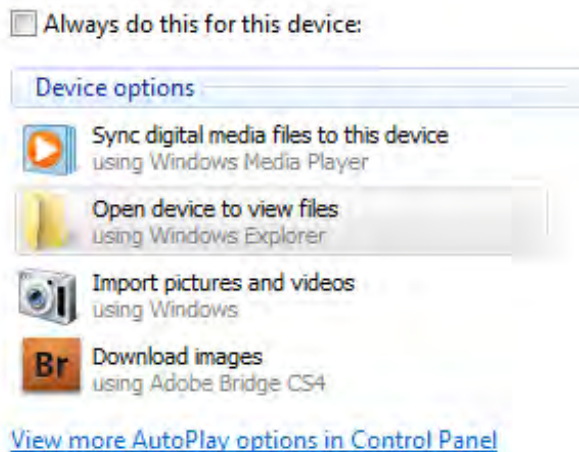 Always do this for this device:
Device options
Sync digital media files to this device
using Windows Media Player
Open device to view files
using Windows Explorer
Import pictures and videos
using Windows
Br
Download images
using Adobe Bridge CS4
View more AutoPlay options in Control Panel